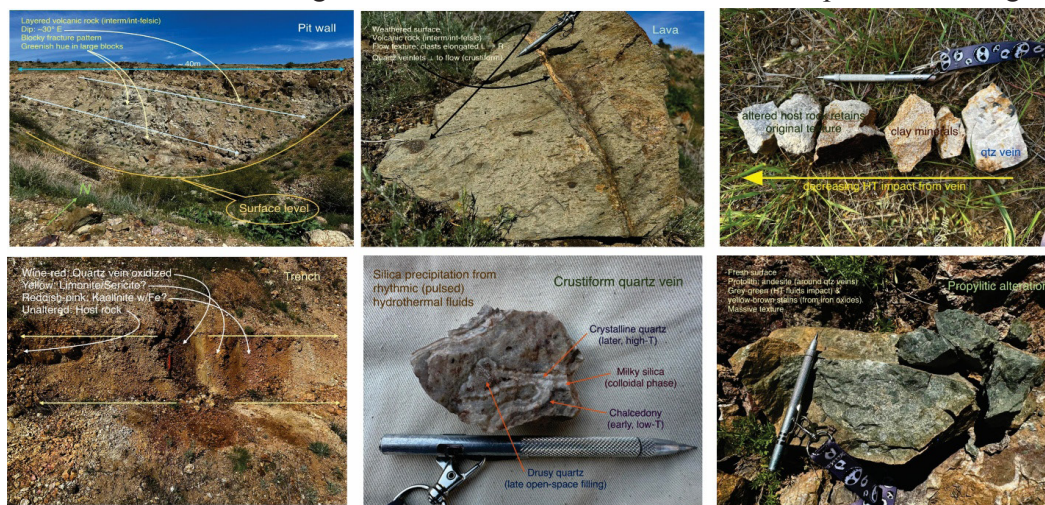 Layered volcanic rock (interm/int-felsic)
Dip: ~30° E
Blocky fracture pattern
Greenish hue in large blocks
Pit wall
~ 40m
N
Surface level
Weathered surface
Volcanic rock (interm/int-felsic)
Flow texture: clasts elongated L → R
Quartz veinlets ⊥ to flow (crustiform)
Lava
altered host rock retains
original texture
clay minerals
qtz vein
decreasing HT impact from vein
Wine-red: Quartz vein oxidized
Yellow: Limonite/Sericite?
Reddish-pink: Kaolinite w/Fe?
Unaltered: Host rock
Trench
Silica precipitation from
rhythmic (pulsed)
hydrothermal fluids
Crustiform quartz vein
Crystalline quartz
(later, high-T)
Milky silica
(colloidal phase)
Chalcedony
(early, low-T)
Drusy quartz
(late open-space filling)
Fresh surface
Protolith: andesite (around qtz veins)
Grey-green (HT fluids impact) &
yellow-brown stains (from iron oxides)
Massive texture
Propylitic alteration